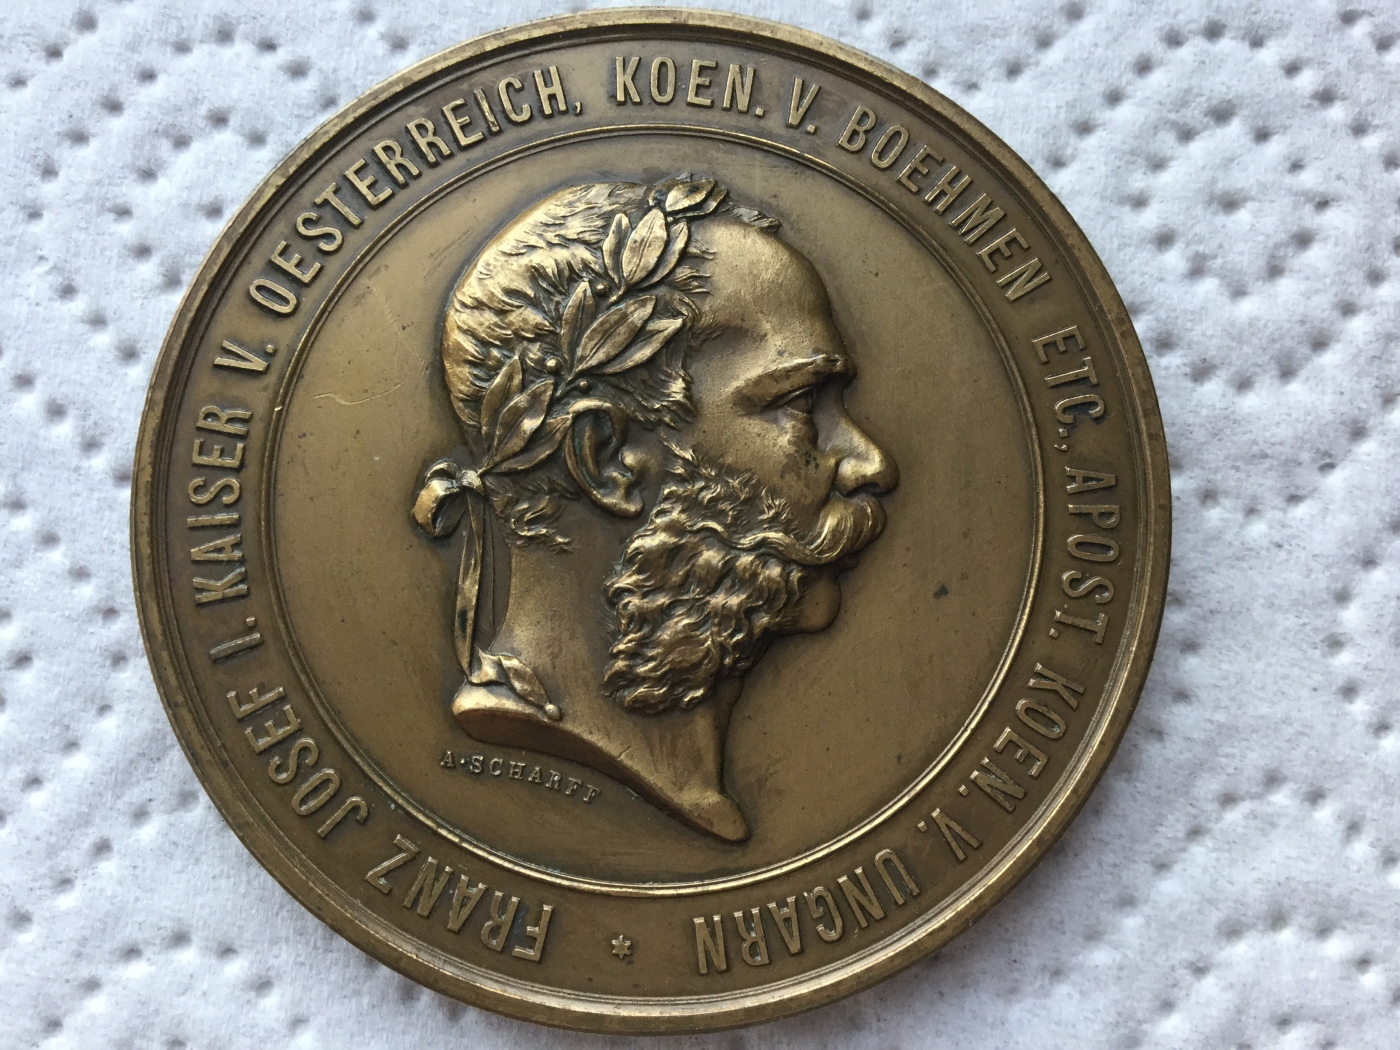 FRANZ JOSEF I. KAISER V. OESTERREICH, KOEN. V. BOEHMEN ETC., APOST. KOEN. V. UNGARN *
A·SCHARFF